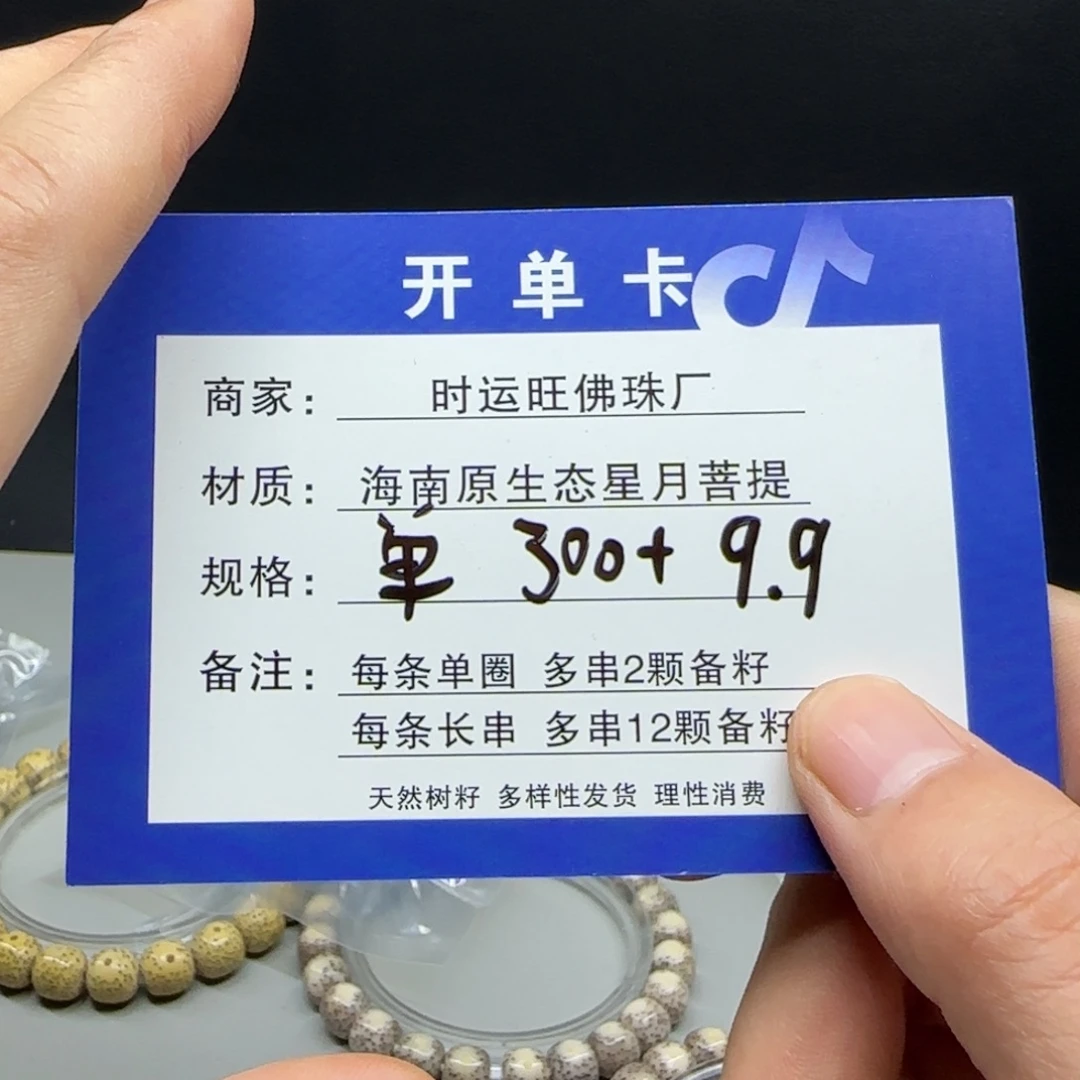 开单卡
商家： 时运旺佛珠厂
材质： 海南原生态星月菩提
规格： 单 300+ 9.9
备注： 每条单圈 多串2颗备籽
每条长串 多串12颗备籽
天然树籽 多样性发货 理性消费